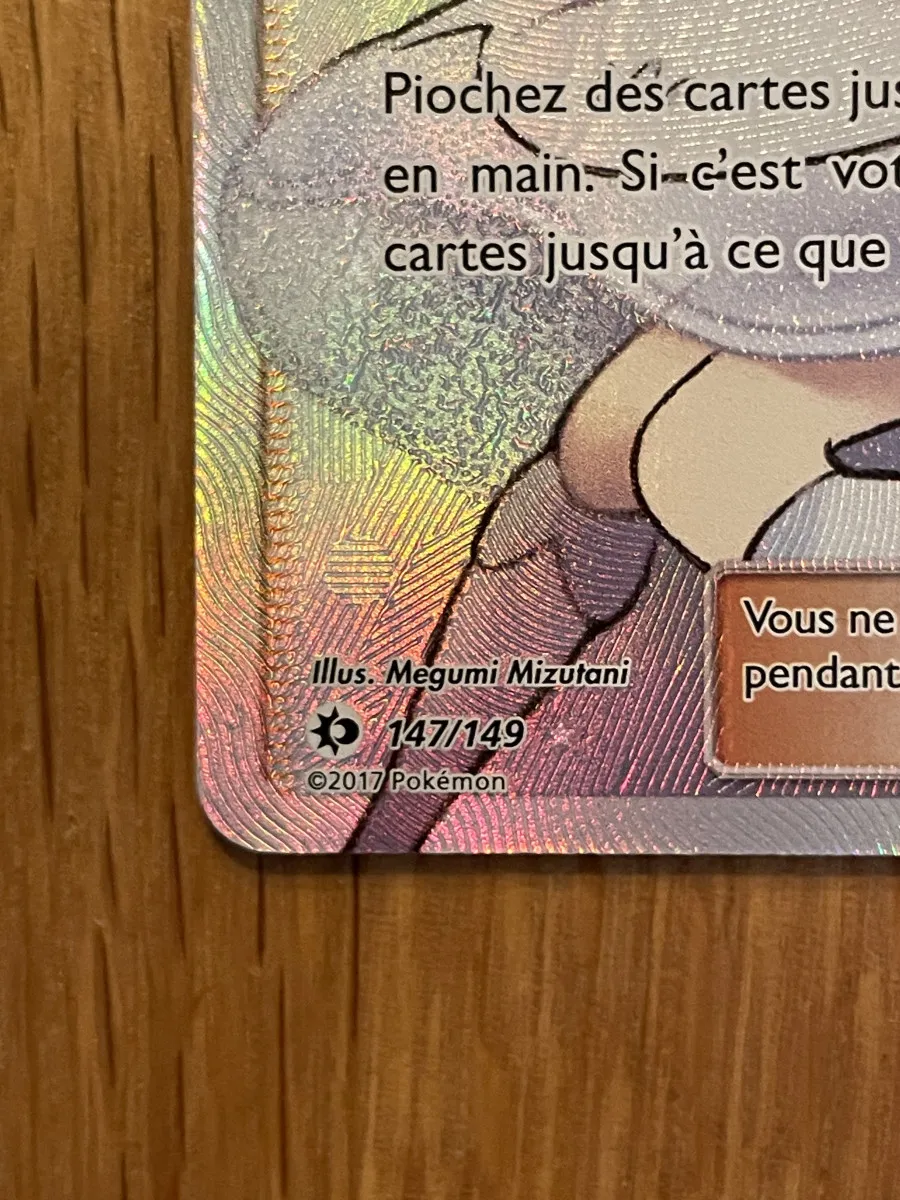 Piochez des cartes jus
en main. Si c'est vot
cartes jusqu'à ce que
Vous ne
pendant
Illus. Megumi Mizutani
147/149
©2017 Pokémon